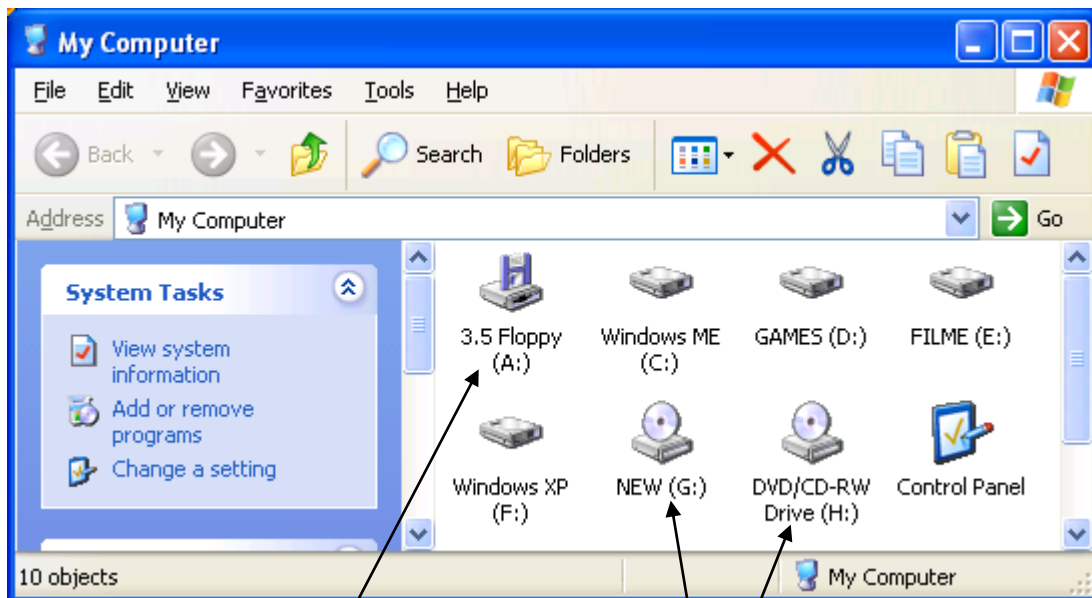 My Computer
File Edit View Favorites Tools Help
Back Search Folders
Address My Computer Go
System Tasks
View system
information
Add or remove
programs
Change a setting
3.5 Floppy
(A:)
Windows ME
(C:)
GAMES (D:)
FILME (E:)
Windows XP
(F:)
NEW (G:)
DVD/CD-RW
Drive (H:)
Control Panel
10 objects
My Computer